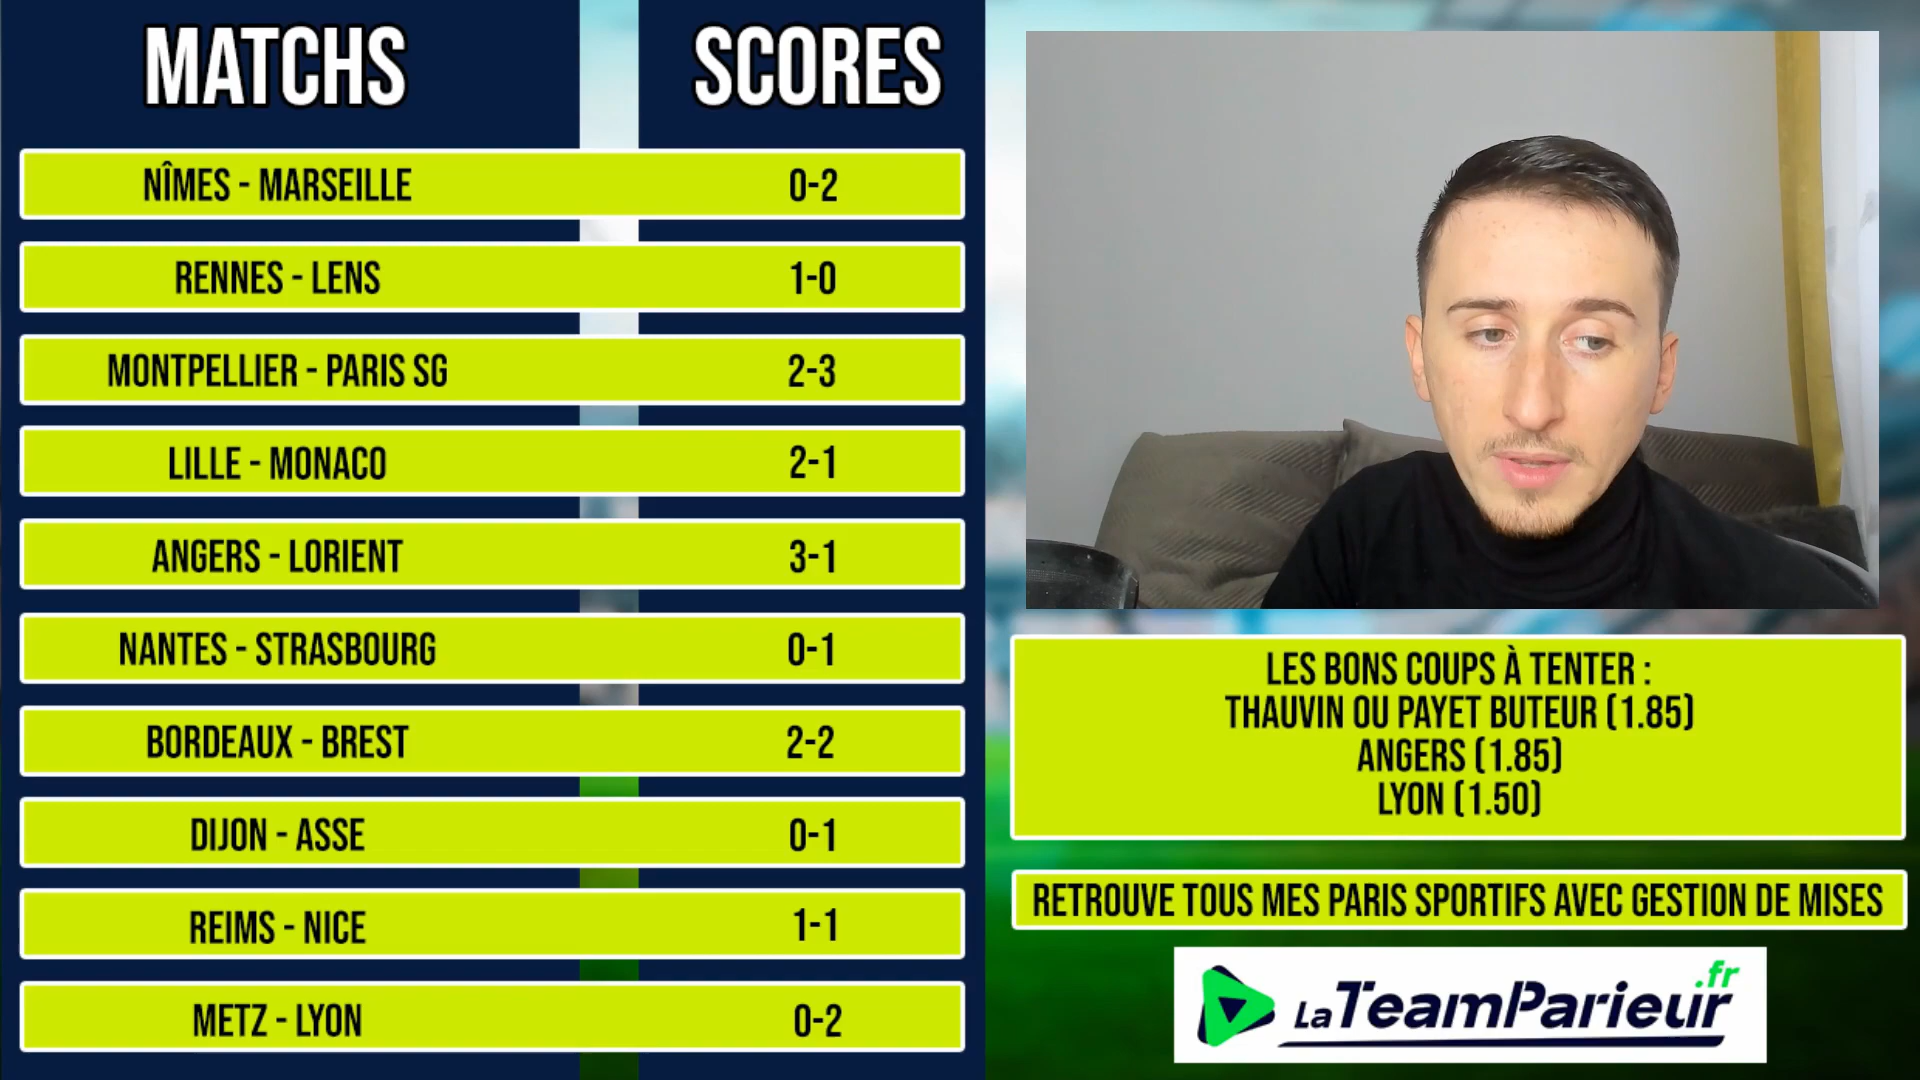 MATCHS SCORES
NÎMES - MARSEILLE 0-2
RENNES - LENS 1-0
MONTPELLIER - PARIS SG 2-3
LILLE - MONACO 2-1
ANGERS - LORIENT 3-1
NANTES - STRASBOURG 0-1
BORDEAUX - BREST 2-2
DIJON - ASSE 0-1
REIMS - NICE 1-1
METZ - LYON 0-2
LES BONS COUPS À TENTER :
THAUVIN OU PAYET BUTEUR (1.85)
ANGERS (1.85)
LYON (1.50)
RETROUVE TOUS MES PARIS SPORTIFS AVEC GESTION DE MISES
LaTeamParieur.fr